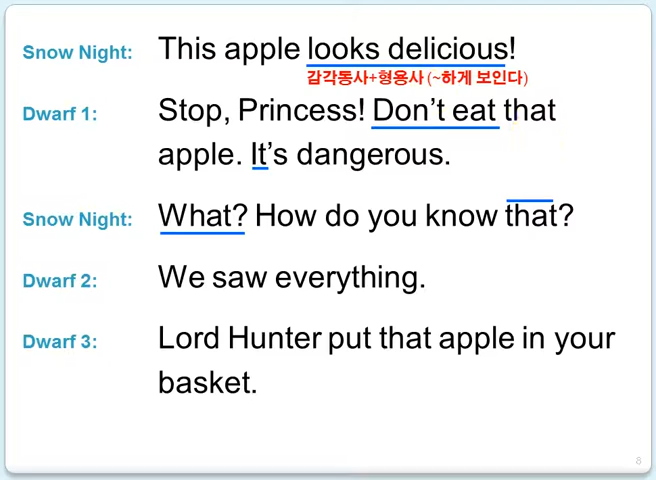 Snow Night: This apple looks delicious!
감각동사+형용사 (~하게 보인다)
Dwarf 1: Stop, Princess! Don’t eat that
apple. It’s dangerous.
Snow Night: What? How do you know that?
Dwarf 2: We saw everything.
Dwarf 3: Lord Hunter put that apple in your
basket.
8